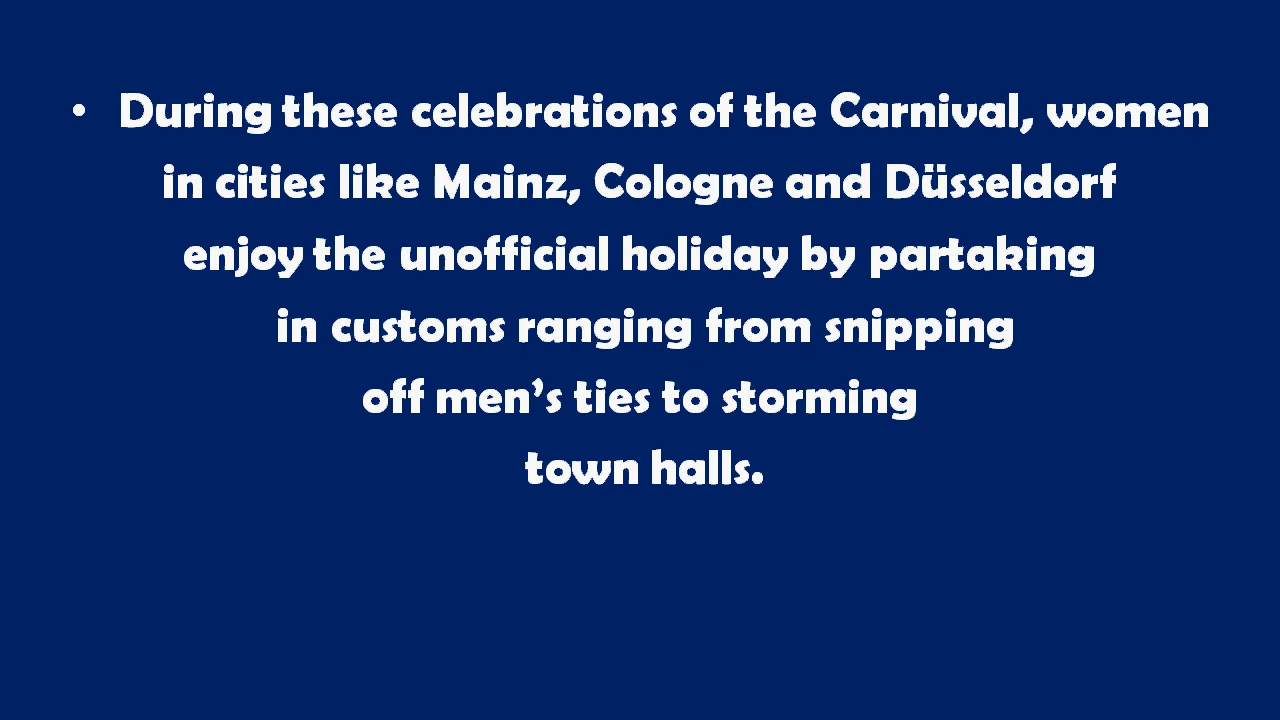 • During these celebrations of the Carnival, women
in cities like Mainz, Cologne and Düsseldorf
enjoy the unofficial holiday by partaking
in customs ranging from snipping
off men’s ties to storming
town halls.